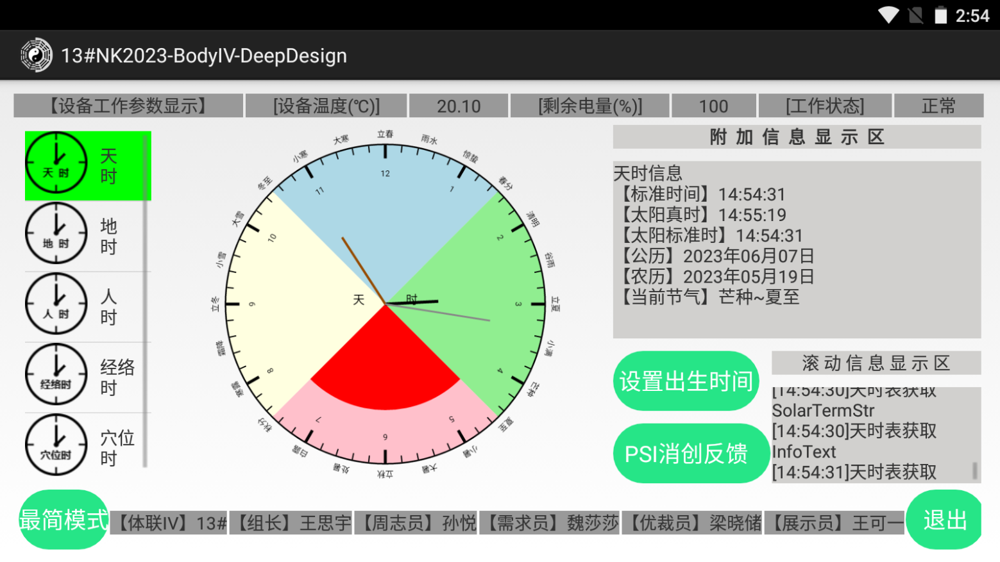 2:54
13#NK2023-BodyIV-DeepDesign
【设备工作参数显示】 [设备温度(℃)] 20.10 [剩余电量(%)] 100 [工作状态] 正常
天 时
天
时
地 时
地
时
人 时
人
时
经络时
经络
时
穴位时
穴位
时
立春
雨水
惊蛰
春分
清明
谷雨
立夏
小满
芒种
夏至
小暑
大暑
立秋
处暑
白露
秋分
寒露
霜降
立冬
小雪
大雪
冬至
小寒
大寒
12
1
2
3
4
5
6
7
8
9
10
11
天 时
附加信息显示区
天时信息
【标准时间】14:54:31
【太阳真时】14:55:19
【太阳标准时】14:54:31
【公历】2023年06月07日
【农历】2023年05月19日
【当前节气】芒种~夏至
设置出生时间
PSI消创反馈
滚动信息显示区
[14:54:30]天时表获取
SolarTermStr
[14:54:30]天时表获取
InfoText
[14:54:31]天时表获取
最简模式 【体联IV】13# 【组长】王思宇 【周志员】孙悦 【需求员】魏莎莎 【优裁员】梁晓储 【展示员】王可一 退出